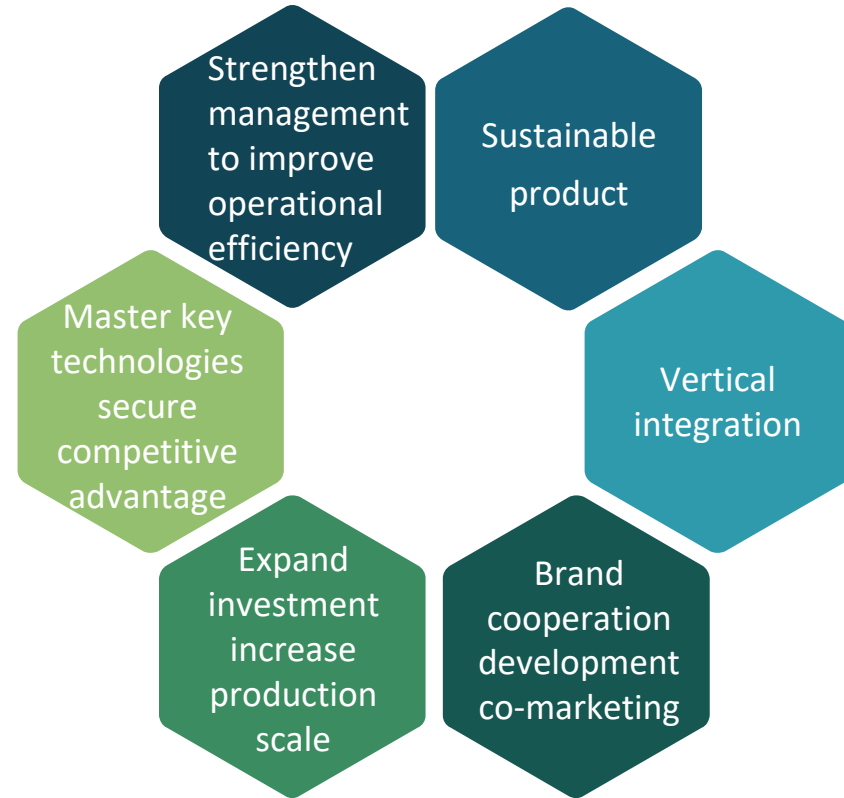 Strengthen
management
to improve
operational
efficiency
Sustainable
product
Master key
technologies
secure
competitive
advantage
Vertical
integration
Expand
investment
increase
production
scale
Brand
cooperation
development
co-marketing